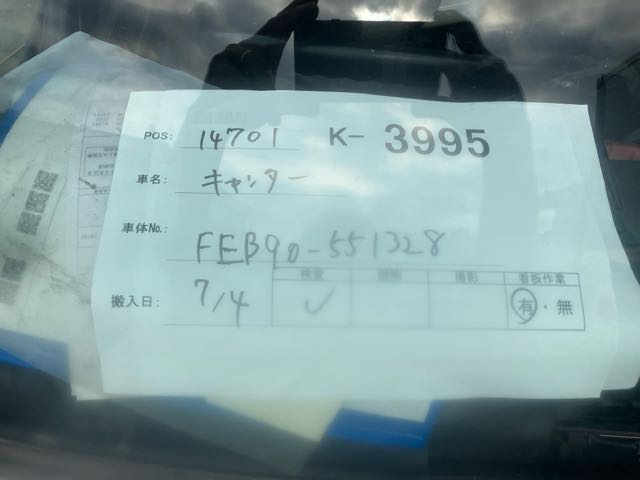 POS: 14701 K- 3995
車名: キャンター
車体No. FEB90-551328
検査 撮影 看板作業
搬入日: 7/4 ✓ 有・無